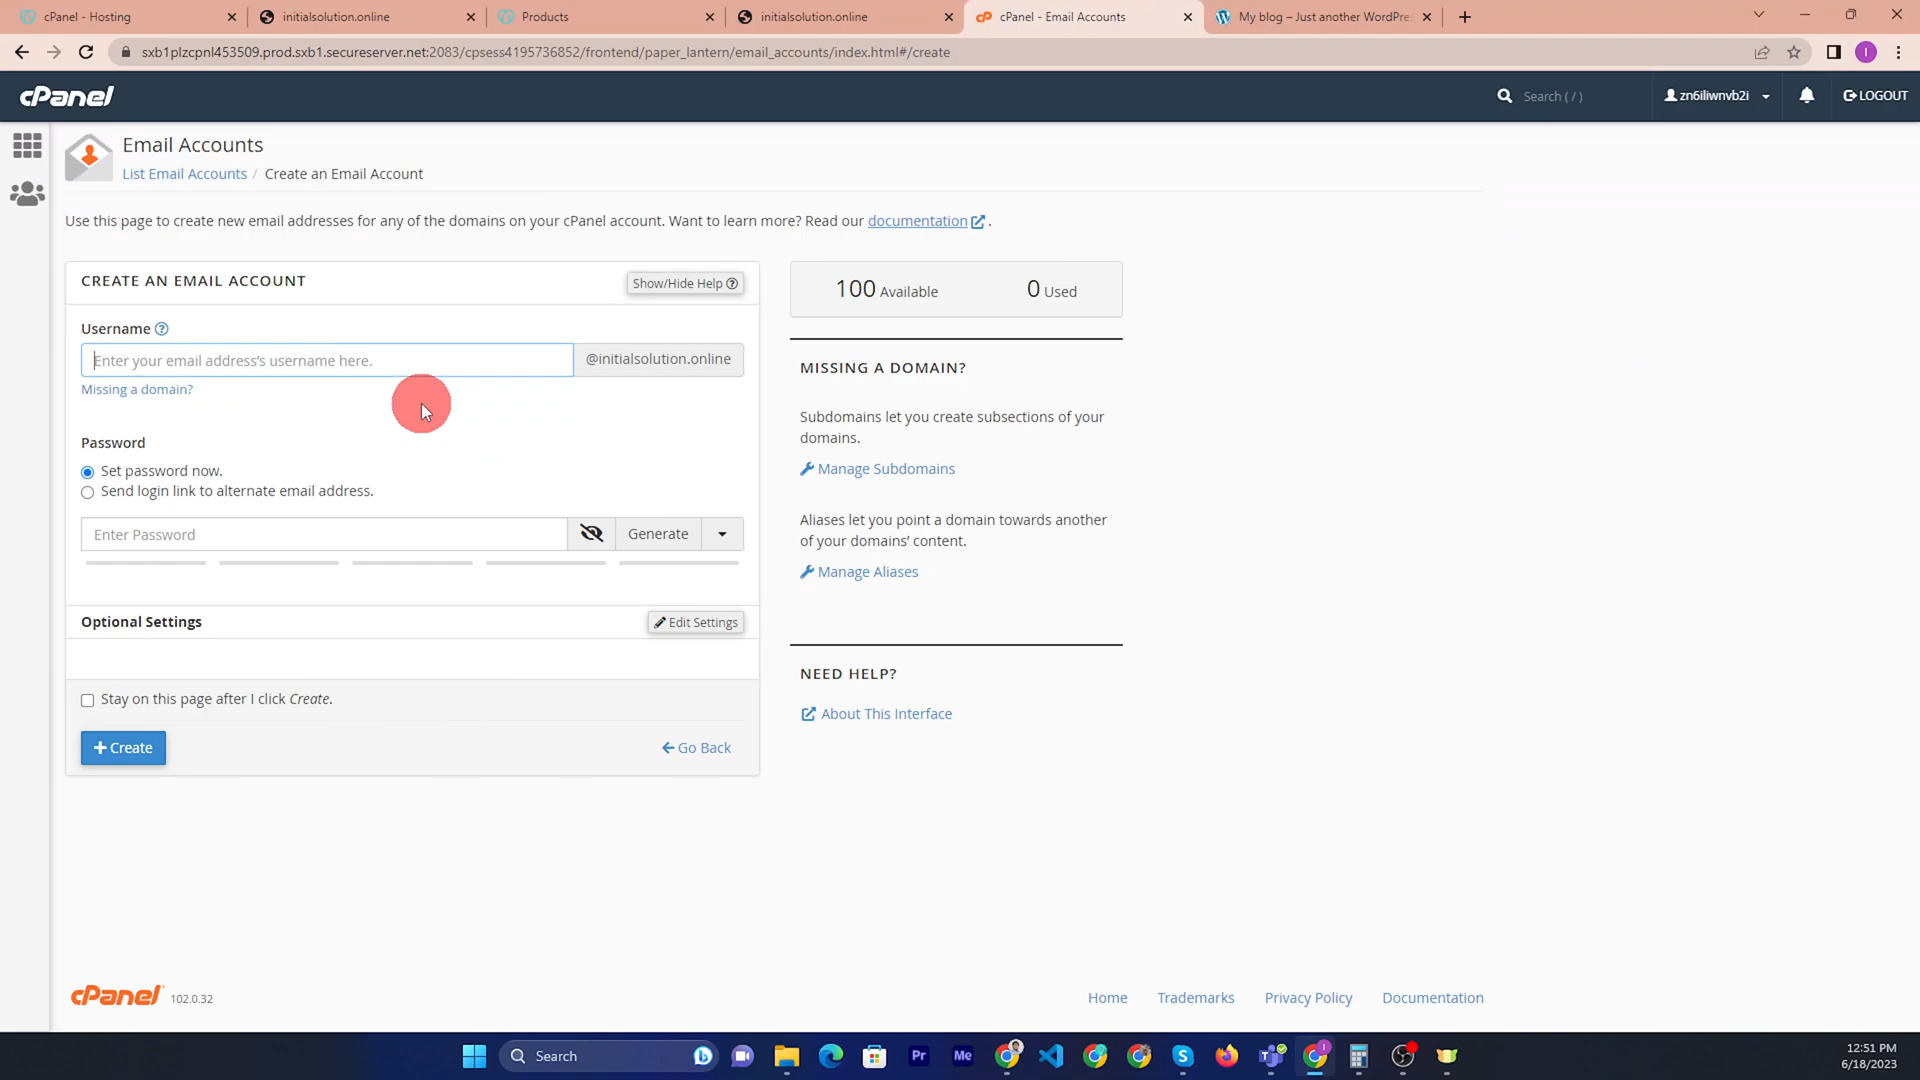 cPanel - Hosting
initialsolution.online
Products
initialsolution.online
cPanel - Email Accounts
My blog – Just another WordPre
sxb1plzcpnl453509.prod.sxb1.secureserver.net:2083/cpsess4195736852/frontend/paper_lantern/email_accounts/index.html#/create
I
cPanel
Search ( / )
zn6iliwnvb2i
LOGOUT
Email Accounts
List Email Accounts / Create an Email Account
Use this page to create new email addresses for any of the domains on your cPanel account. Want to learn more? Read our documentation .
CREATE AN EMAIL ACCOUNT
Show/Hide Help
Username
Enter your email address's username here.
@initialsolution.online
Missing a domain?
Password
Set password now.
Send login link to alternate email address.
Enter Password
Generate
Optional Settings
Edit Settings
Stay on this page after I click Create.
Create
Go Back
100 Available
0 Used
MISSING A DOMAIN?
Subdomains let you create subsections of your
domains.
Manage Subdomains
Aliases let you point a domain towards another
of your domains' content.
Manage Aliases
NEED HELP?
About This Interface
cPanel 102.0.32
Home
Trademarks
Privacy Policy
Documentation
Search
Pr
Me
12:51 PM
6/18/2023